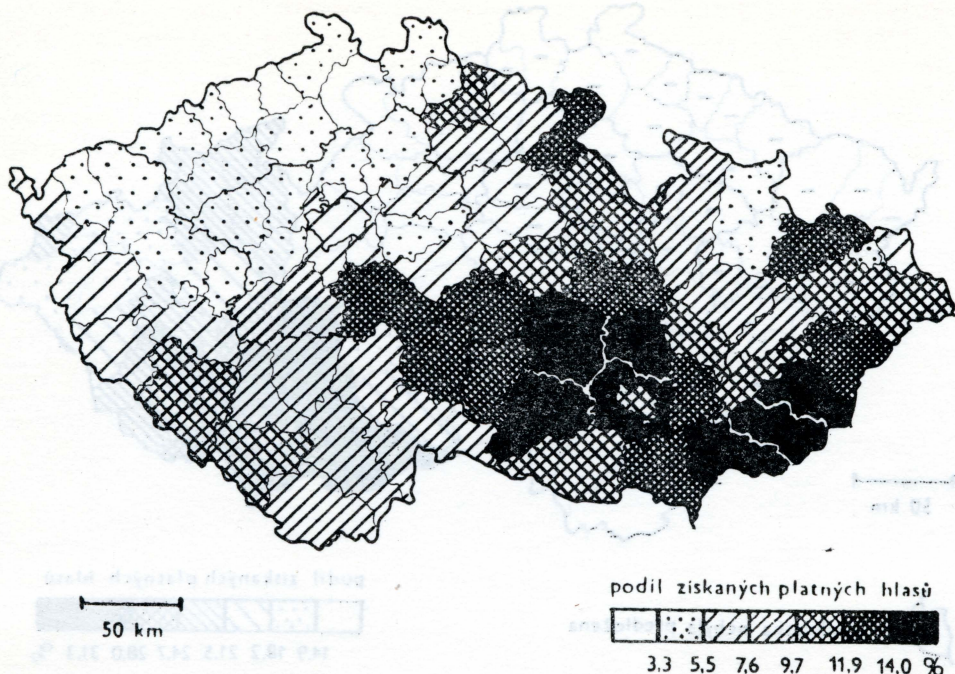 50 km
podíl získaných platných hlasů
3,3 5,5 7,6 9,7 11,9 14,0 %